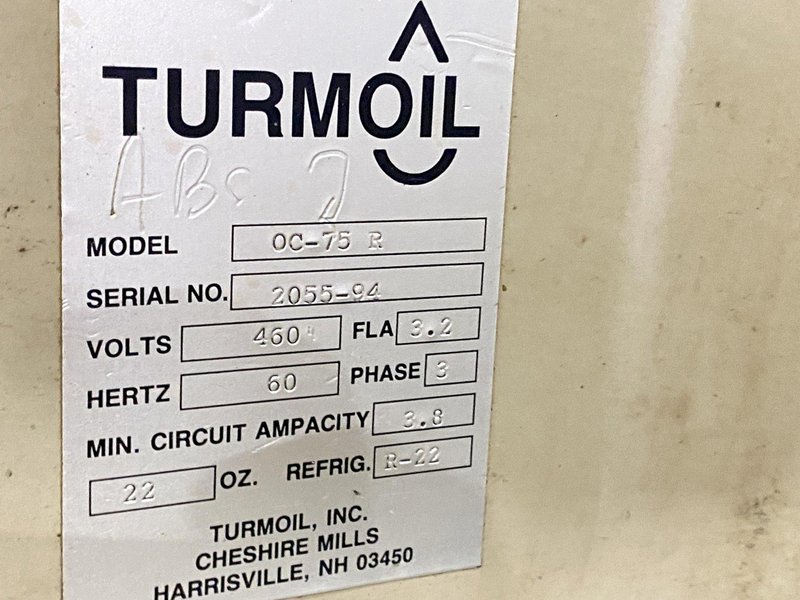 TURMOIL
ABC J
MODEL OC-75 R
SERIAL NO. 2055-94
VOLTS 460 FLA 3.2
HERTZ 60 PHASE 3
MIN. CIRCUIT AMPACITY 3.8
22 OZ. REFRIG. R-22
TURMOIL, INC.
CHESHIRE MILLS
HARRISVILLE, NH 03450